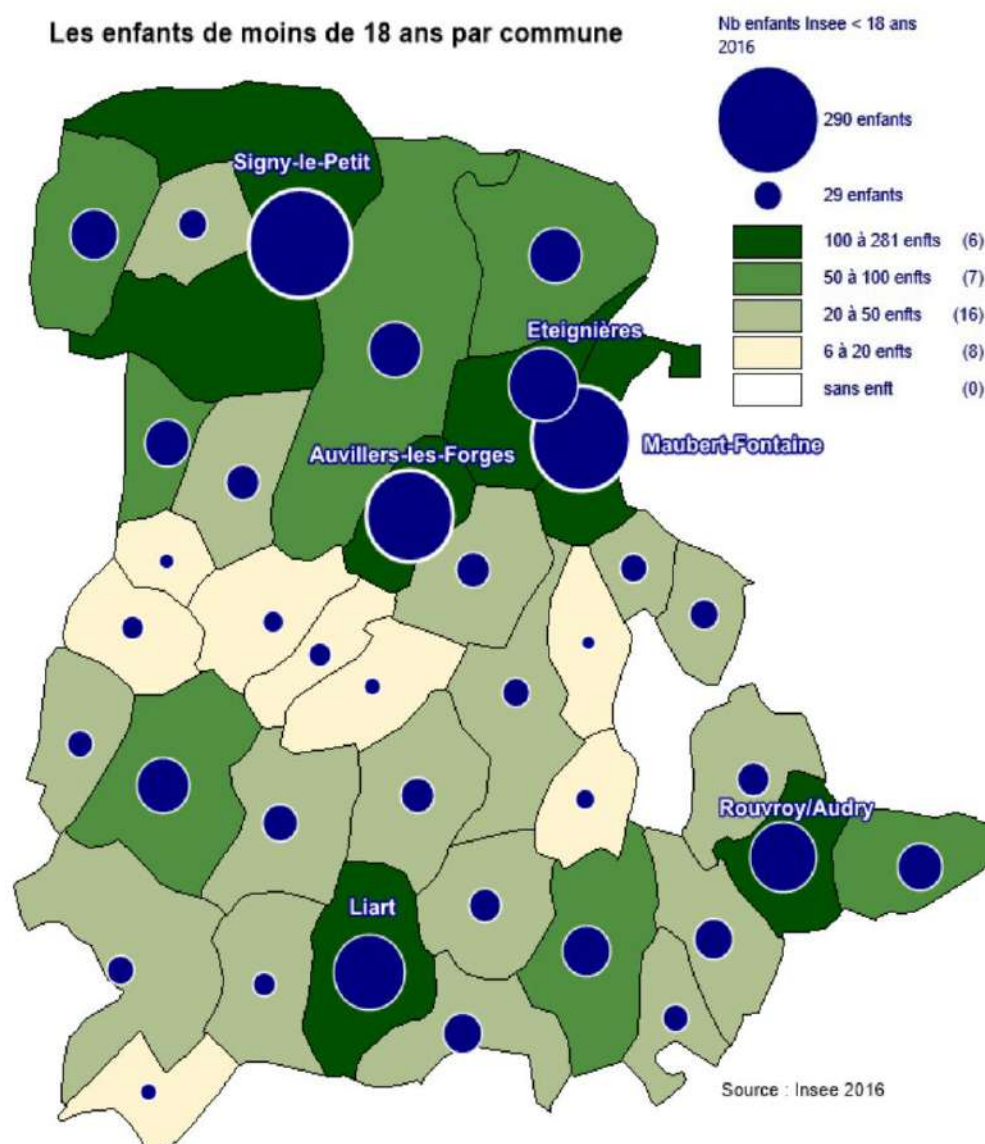 Les enfants de moins de 18 ans par commune
Nb enfants Insee < 18 ans
2016
290 enfants
29 enfants
100 à 281 enfts (6)
50 à 100 enfts (7)
20 à 50 enfts (16)
6 à 20 enfts (8)
sans enft (0)
Signy-le-Petit
Eteignières
Maubert-Fontaine
Auvillers-les-Forges
Rouvroy/Audry
Liart
Source : Insee 2016